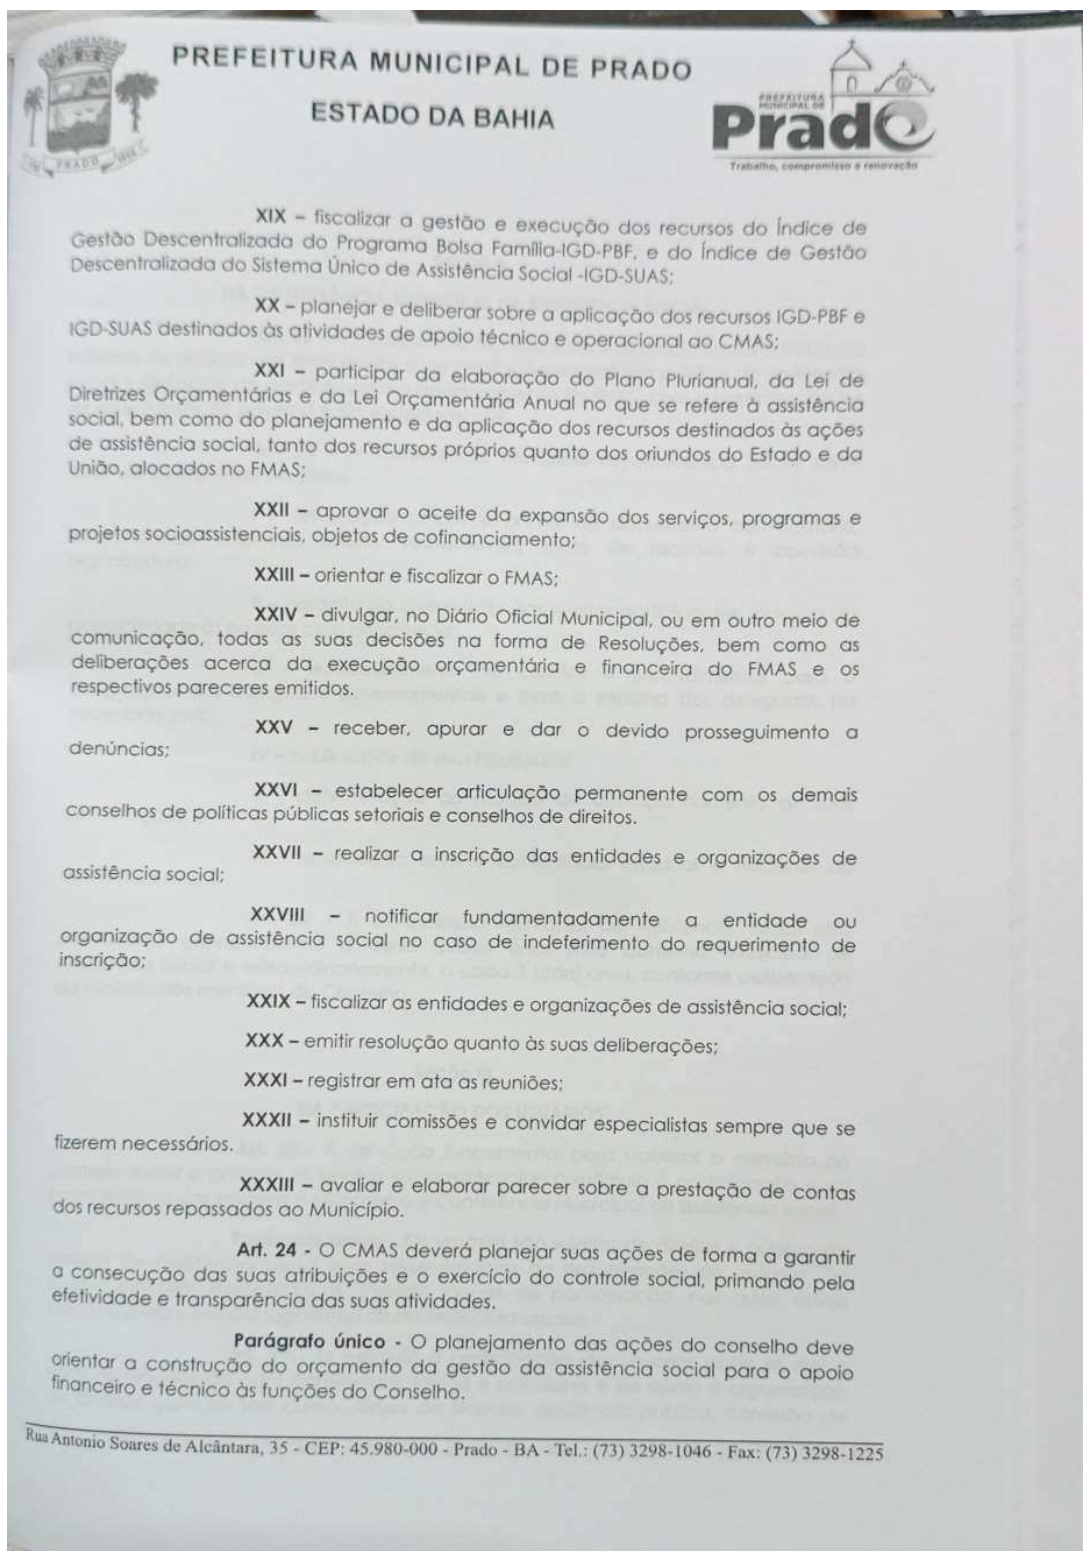 PREFEITURA MUNICIPAL DE PRADO
ESTADO DA BAHIA
PRADO
PREFEITURA
MUNICIPAL DE
Prado
Trabalho, compromisso e renovação
XIX – fiscalizar a gestão e execução dos recursos do Índice de
Gestão Descentralizada do Programa Bolsa Família-IGD-PBF, e do Índice de Gestão
Descentralizada do Sistema Único de Assistência Social -IGD-SUAS;
XX – planejar e deliberar sobre a aplicação dos recursos IGD-PBF e
IGD-SUAS destinados às atividades de apoio técnico e operacional ao CMAS;
XXI – participar da elaboração do Plano Plurianual, da Lei de
Diretrizes Orçamentárias e da Lei Orçamentária Anual no que se refere à assistência
social, bem como do planejamento e da aplicação dos recursos destinados às ações
de assistência social, tanto dos recursos próprios quanto dos oriundos do Estado e da
União, alocados no FMAS;
XXII – aprovar o aceite da expansão dos serviços, programas e
projetos socioassistenciais, objetos de cofinanciamento;
XXIII – orientar e fiscalizar o FMAS;
XXIV – divulgar, no Diário Oficial Municipal, ou em outro meio de
comunicação, todas as suas decisões na forma de Resoluções, bem como as
deliberações acerca da execução orçamentária e financeira do FMAS e os
respectivos pareceres emitidos.
XXV – receber, apurar e dar o devido prosseguimento a
denúncias;
XXVI – estabelecer articulação permanente com os demais
conselhos de políticas públicas setoriais e conselhos de direitos.
XXVII – realizar a inscrição das entidades e organizações de
assistência social;
XXVIII – notificar fundamentadamente a entidade ou
organização de assistência social no caso de indeferimento do requerimento de
inscrição;
XXIX – fiscalizar as entidades e organizações de assistência social;
XXX – emitir resolução quanto às suas deliberações;
XXXI – registrar em ata as reuniões;
XXXII – instituir comissões e convidar especialistas sempre que se
fizerem necessários.
XXXIII – avaliar e elaborar parecer sobre a prestação de contas
dos recursos repassados ao Município.
Art. 24 - O CMAS deverá planejar suas ações de forma a garantir
a consecução das suas atribuições e o exercício do controle social, primando pela
efetividade e transparência das suas atividades.
Parágrafo único - O planejamento das ações do conselho deve
orientar a construção do orçamento da gestão da assistência social para o apoio
financeiro e técnico às funções do Conselho.
Rua Antonio Soares de Alcântara, 35 - CEP: 45.980-000 - Prado - BA - Tel.: (73) 3298-1046 - Fax: (73) 3298-1225